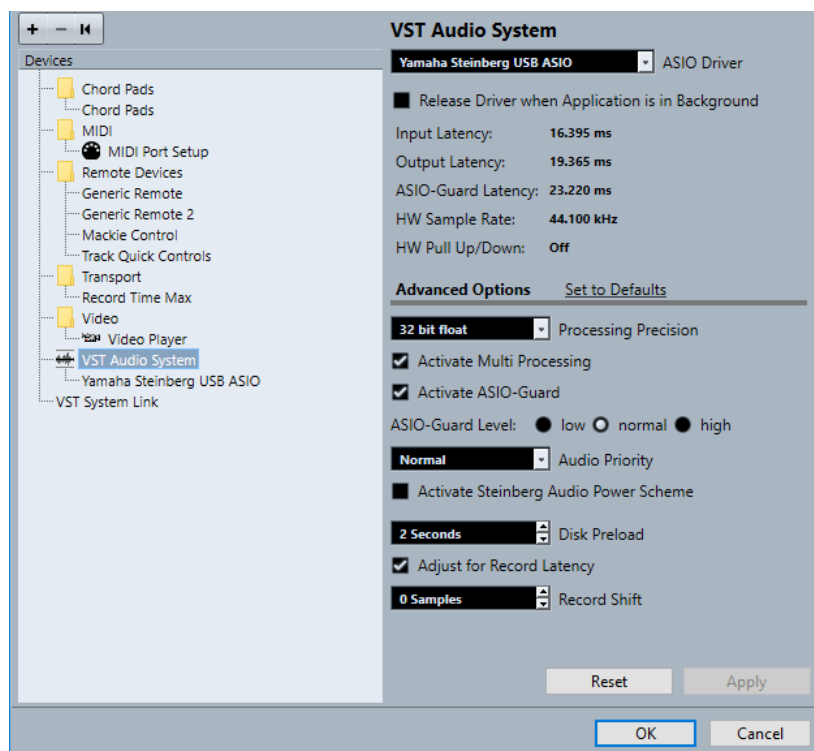 VST Audio System
Devices
Chord Pads
Chord Pads
MIDI
MIDI Port Setup
Remote Devices
Generic Remote
Generic Remote 2
Mackie Control
Track Quick Controls
Transport
Record Time Max
Video
Video Player
VST Audio System
Yamaha Steinberg USB ASIO
VST System Link
Yamaha Steinberg USB ASIO ASIO Driver
Release Driver when Application is in Background
Input Latency: 16.395 ms
Output Latency: 19.365 ms
ASIO-Guard Latency: 23.220 ms
HW Sample Rate: 44.100 kHz
HW Pull Up/Down: Off
Advanced Options Set to Defaults
32 bit float Processing Precision
Activate Multi Processing
Activate ASIO-Guard
ASIO-Guard Level: low normal high
Normal Audio Priority
Activate Steinberg Audio Power Scheme
2 Seconds Disk Preload
Adjust for Record Latency
0 Samples Record Shift
Reset Apply
OK Cancel